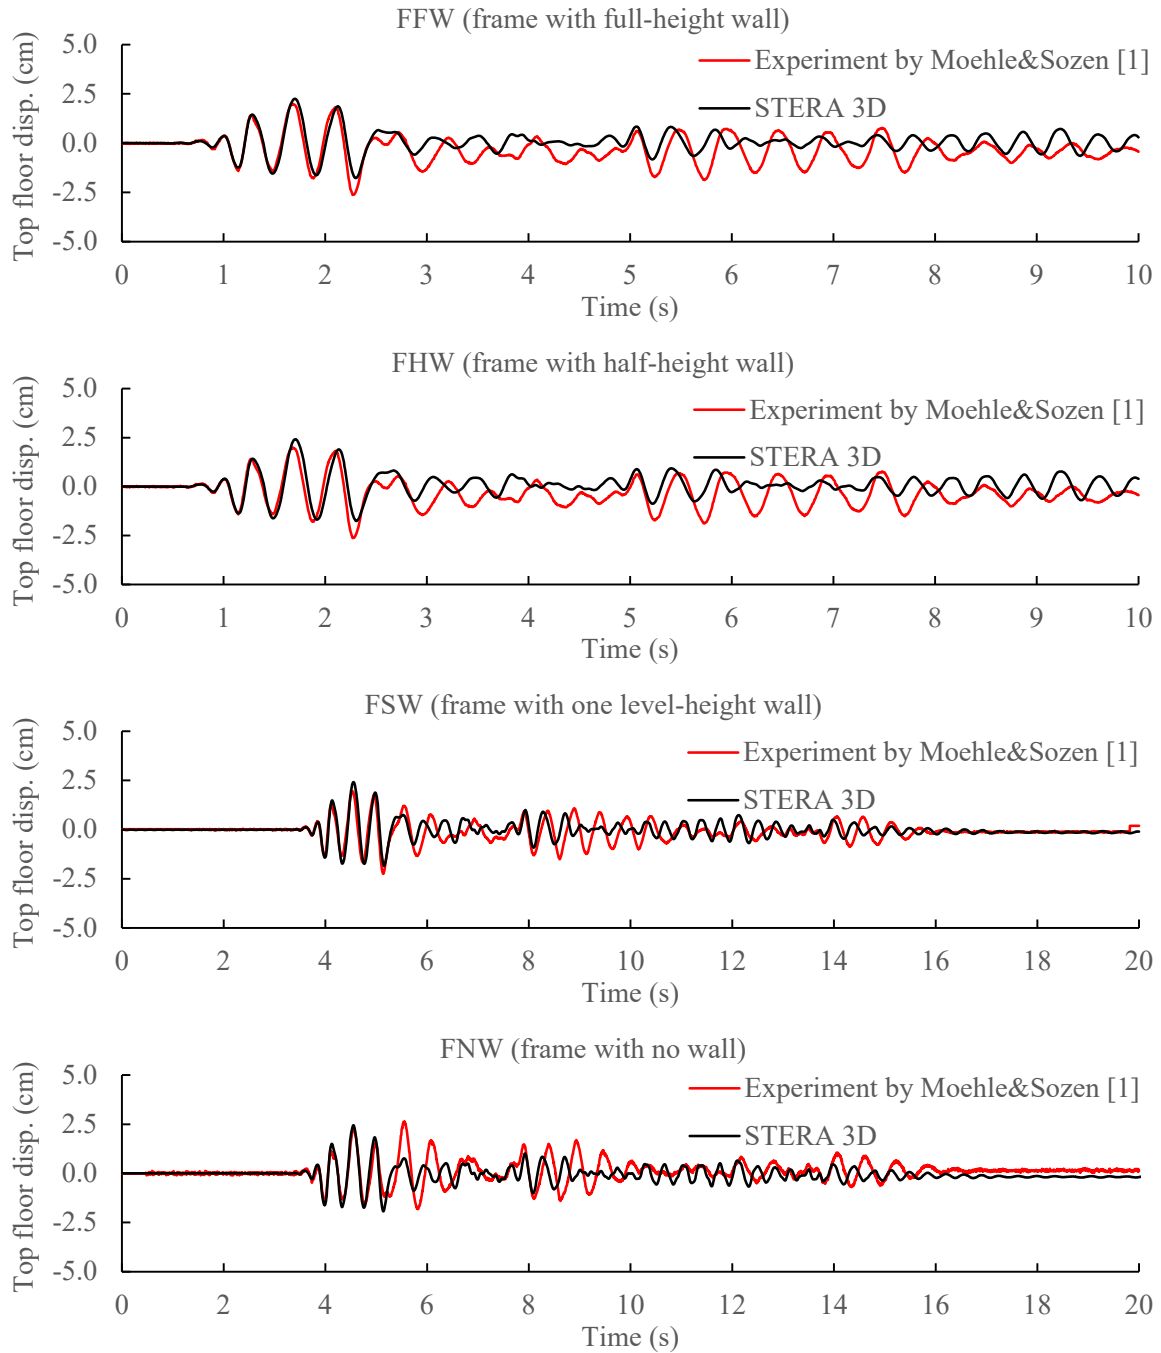 FFW (frame with full-height wall)
Top floor disp. (cm)
5.0
2.5
0.0
-2.5
-5.0
Experiment by Moehle&Sozen [1]
STERA 3D
0 1 2 3 4 5 6 7 8 9 10
Time (s)
FHW (frame with half-height wall)
Top floor disp. (cm)
5.0
2.5
0.0
-2.5
-5.0
Experiment by Moehle&Sozen [1]
STERA 3D
0 1 2 3 4 5 6 7 8 9 10
Time (s)
FSW (frame with one level-height wall)
Top floor disp. (cm)
5.0
2.5
0.0
-2.5
-5.0
Experiment by Moehle&Sozen [1]
STERA 3D
0 2 4 6 8 10 12 14 16 18 20
Time (s)
FNW (frame with no wall)
Top floor disp. (cm)
5.0
2.5
0.0
-2.5
-5.0
Experiment by Moehle&Sozen [1]
STERA 3D
0 2 4 6 8 10 12 14 16 18 20
Time (s)